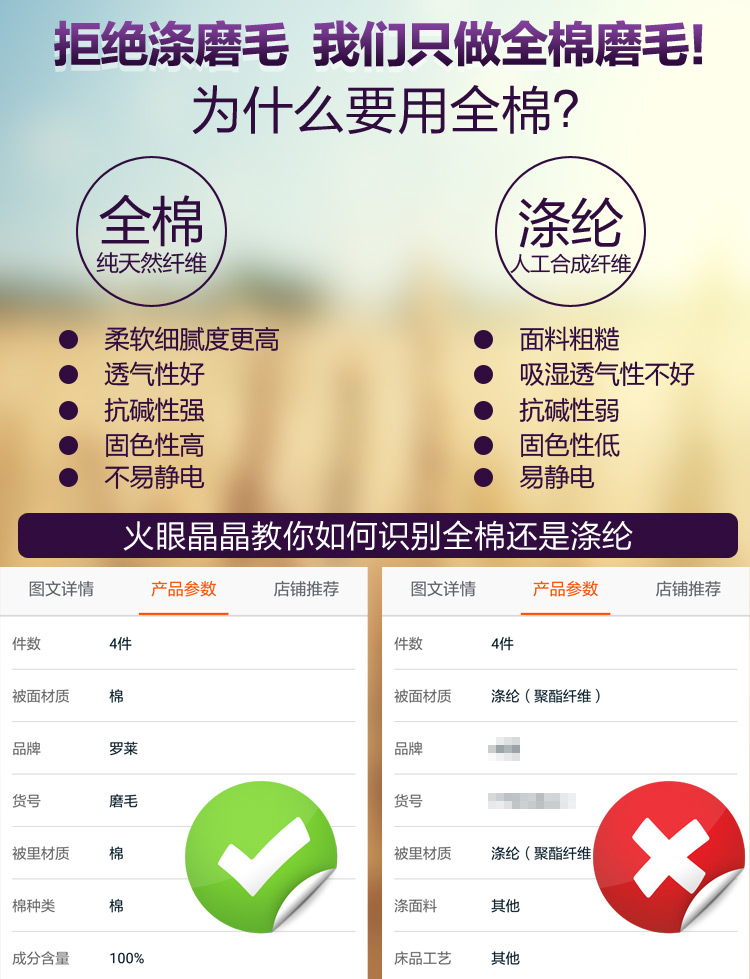 拒绝涤磨毛 我们只做全棉磨毛!
为什么要用全棉?
全棉
纯天然纤维
柔软细腻度更高
透气性好
抗碱性强
固色性高
不易静电
涤纶
人工合成纤维
面料粗糙
吸湿透气性不好
抗碱性弱
固色性低
易静电
火眼晶晶教你如何识别全棉还是涤纶
图文详情 产品参数 店铺推荐
件数 4件
被面材质 棉
品牌 罗莱
货号 磨毛
被里材质 棉
棉种类 棉
成分含量 100%
图文详情 产品参数 店铺推荐
件数 4件
被面材质 涤纶（聚酯纤维）
品牌
货号
被里材质 涤纶（聚酯纤维
涤面料 其他
床品工艺 其他